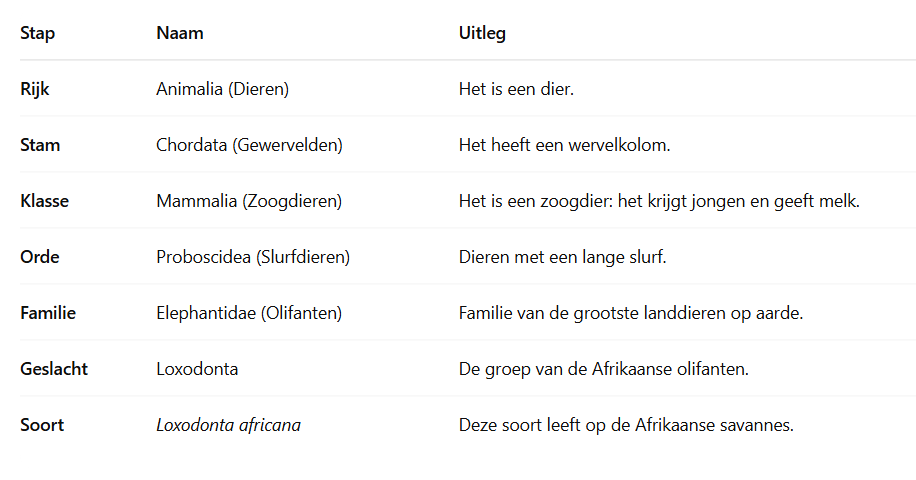 Stap Naam Uitleg
Rijk Animalia (Dieren) Het is een dier.
Stam Chordata (Gewervelden) Het heeft een wervelkolom.
Klasse Mammalia (Zoogdieren) Het is een zoogdier: het krijgt jongen en geeft melk.
Orde Proboscidea (Slurfdieren) Dieren met een lange slurf.
Familie Elephantidae (Olifanten) Familie van de grootste landdieren op aarde.
Geslacht Loxodonta De groep van de Afrikaanse olifanten.
Soort Loxodonta africana Deze soort leeft op de Afrikaanse savannes.